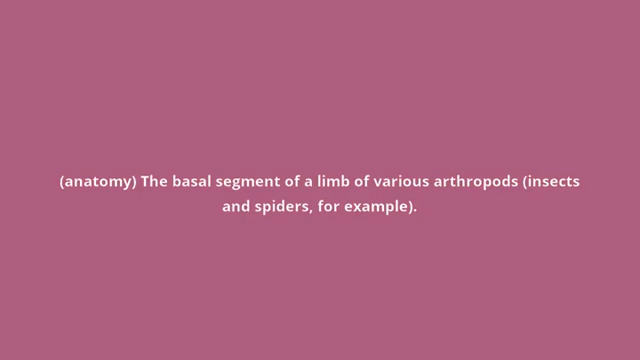 (anatomy) The basal segment of a limb of various arthropods (insects
and spiders, for example).